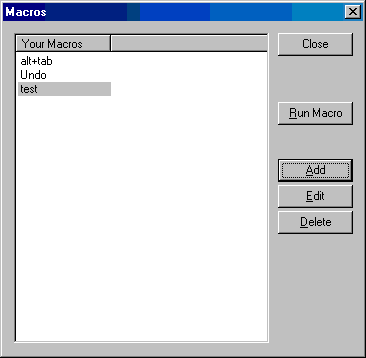 Macros
Your Macros
alt+tab
Undo
test
Close
Run Macro
Add
Edit
Delete